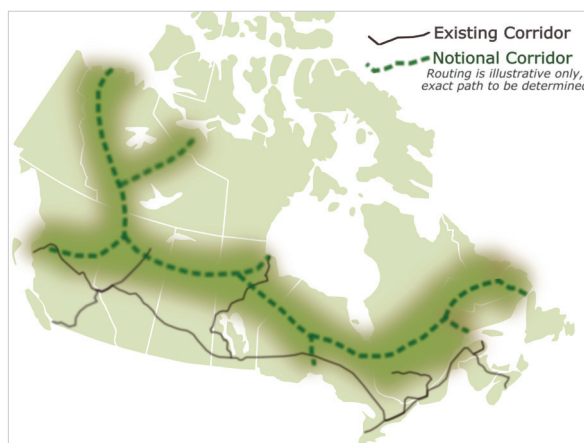 Existing Corridor
Notional Corridor
Routing is illustrative only,
exact path to be determined